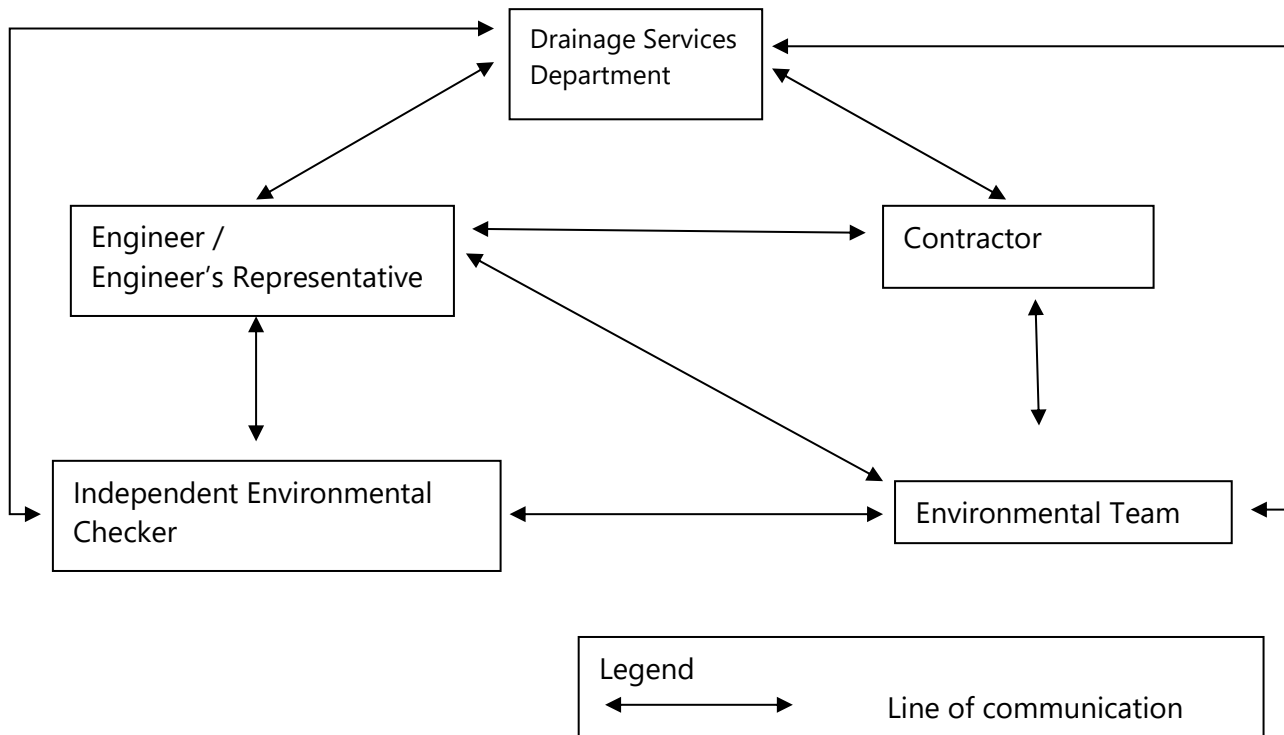 Drainage Services
Department
Engineer /
Engineer’s Representative
Contractor
Independent Environmental
Checker
Environmental Team
Legend
Line of communication